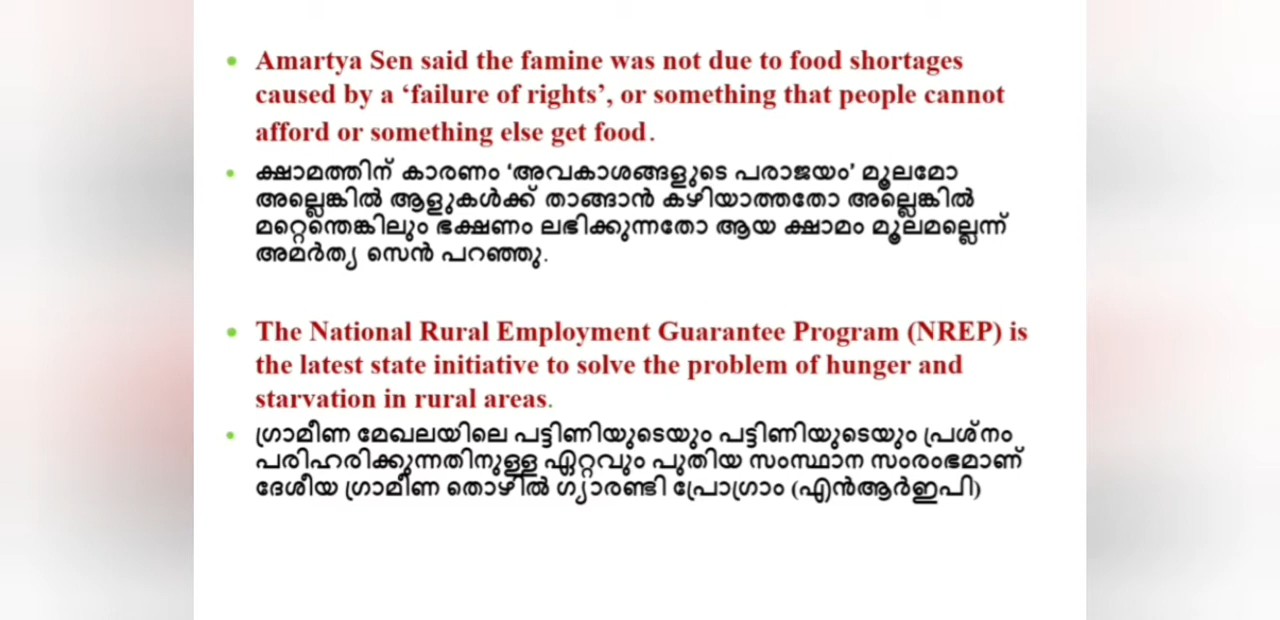 Amartya Sen said the famine was not due to food shortages
caused by a ‘failure of rights’, or something that people cannot
afford or something else get food.
ക്ഷാമത്തിന് കാരണം ‘അവകാശങ്ങളുടെ പരാജയം’ മൂലമോ
അല്ലെങ്കിൽ ആളുകൾക്ക് താങ്ങാൻ കഴിയാത്തതോ അല്ലെങ്കിൽ
മറ്റെന്തെങ്കിലും ഭക്ഷണം ലഭിക്കുന്നതോ ആയ ക്ഷാമം മൂലമല്ലെന്ന്
അമർത്യ സെൻ പറഞ്ഞു.
The National Rural Employment Guarantee Program (NREP) is
the latest state initiative to solve the problem of hunger and
starvation in rural areas.
ഗ്രാമീണ മേഖലയിലെ പട്ടിണിയുടെയും പട്ടിണിയുടെയും പ്രശ്നം
പരിഹരിക്കുന്നതിനുള്ള ഏറ്റവും പുതിയ സംസ്ഥാന സംരംഭമാണ്
ദേശീയ ഗ്രാമീണ തൊഴിൽ ഗ്യാരണ്ടി പ്രോഗ്രാം (എൻആർഇപി)